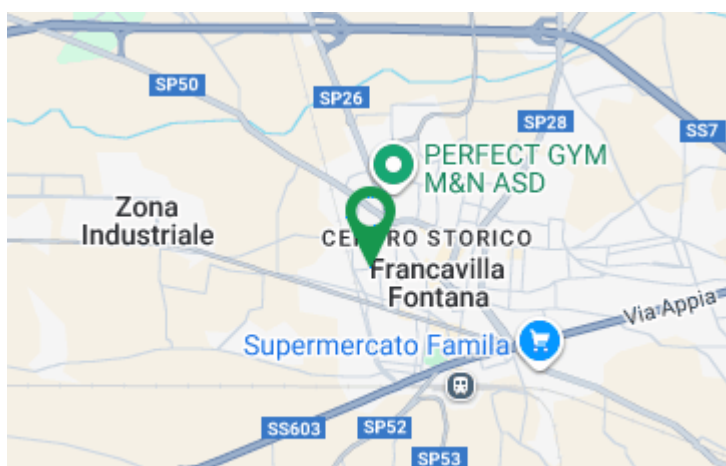 SP50
SP26
SP28
SS7
PERFECT GYM
M&N ASD
Zona
Industriale
CENTRO STORICO
Francavilla
Fontana
Via Appia
Supermercato Famila
SS603
SP52
SP53